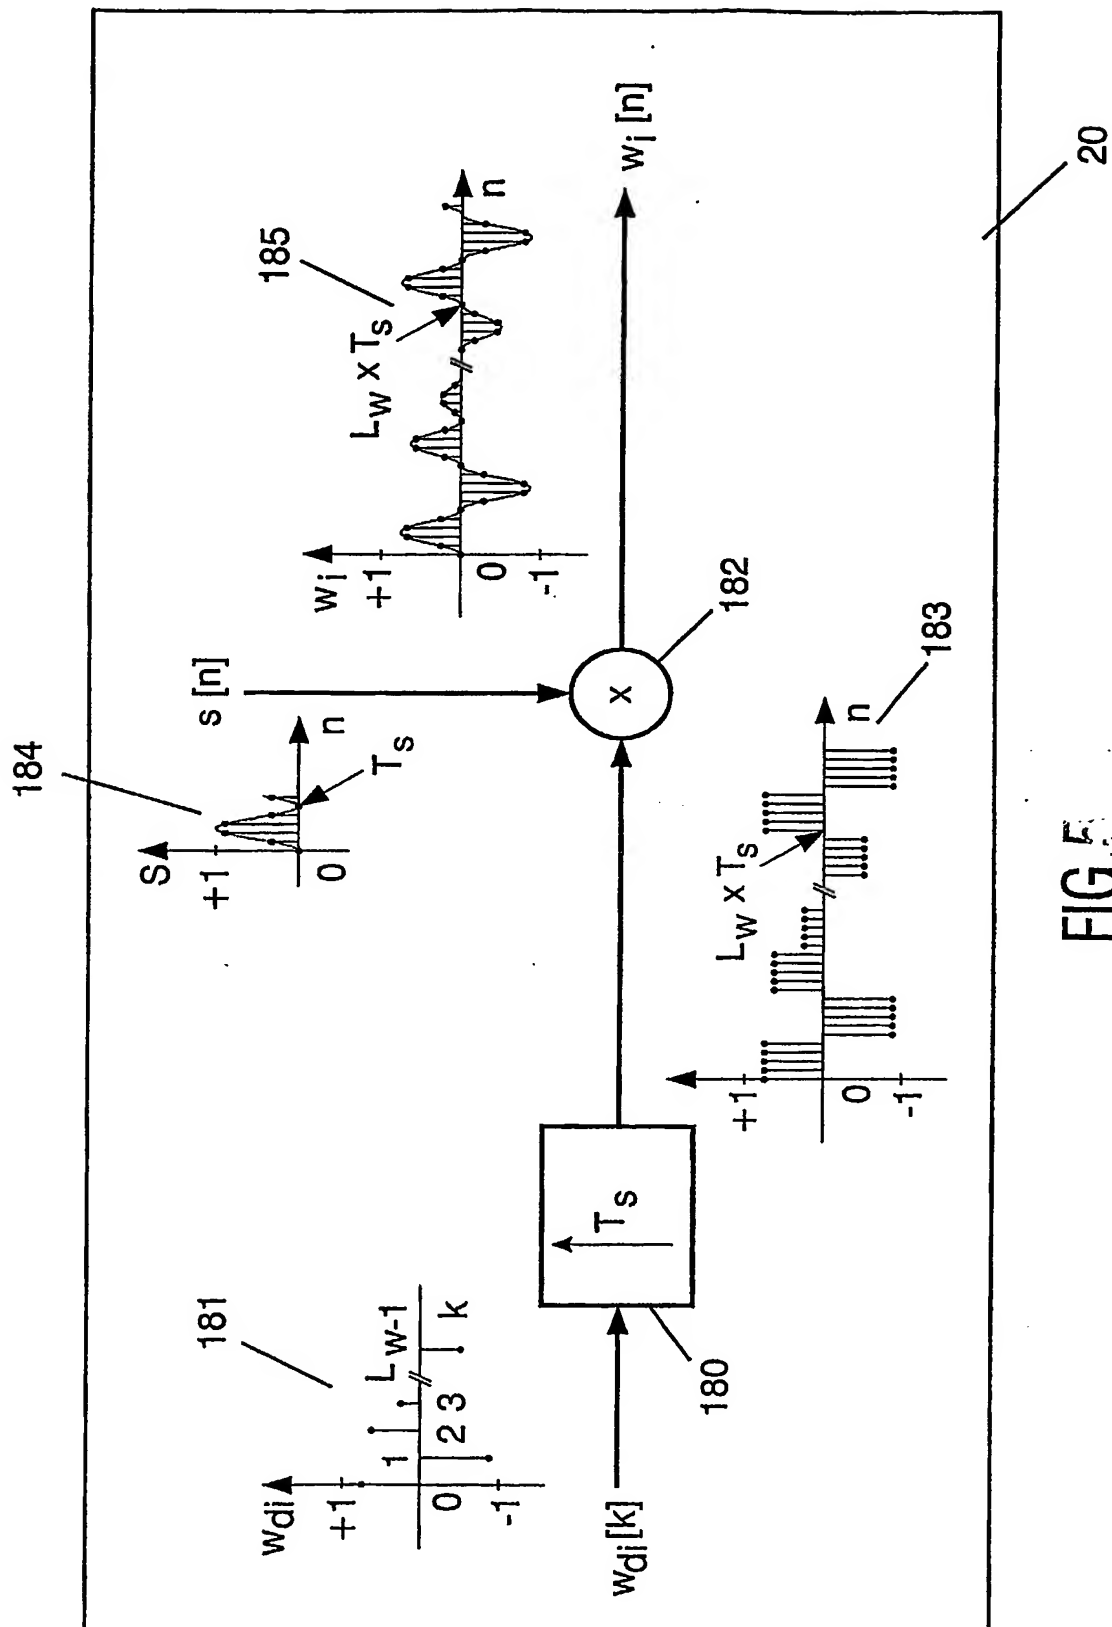 184
S
+1
0
n
T_s
s [n]
185
w_i
+1
0
-1
L_w x T_s
n
181
w_di
+1
0
-1
1
2 3
L_w-1
k
w_di[k]
T_s
180
x
182
w_i [n]
+1
0
-1
L_w x T_s
n
183
20
FIG.